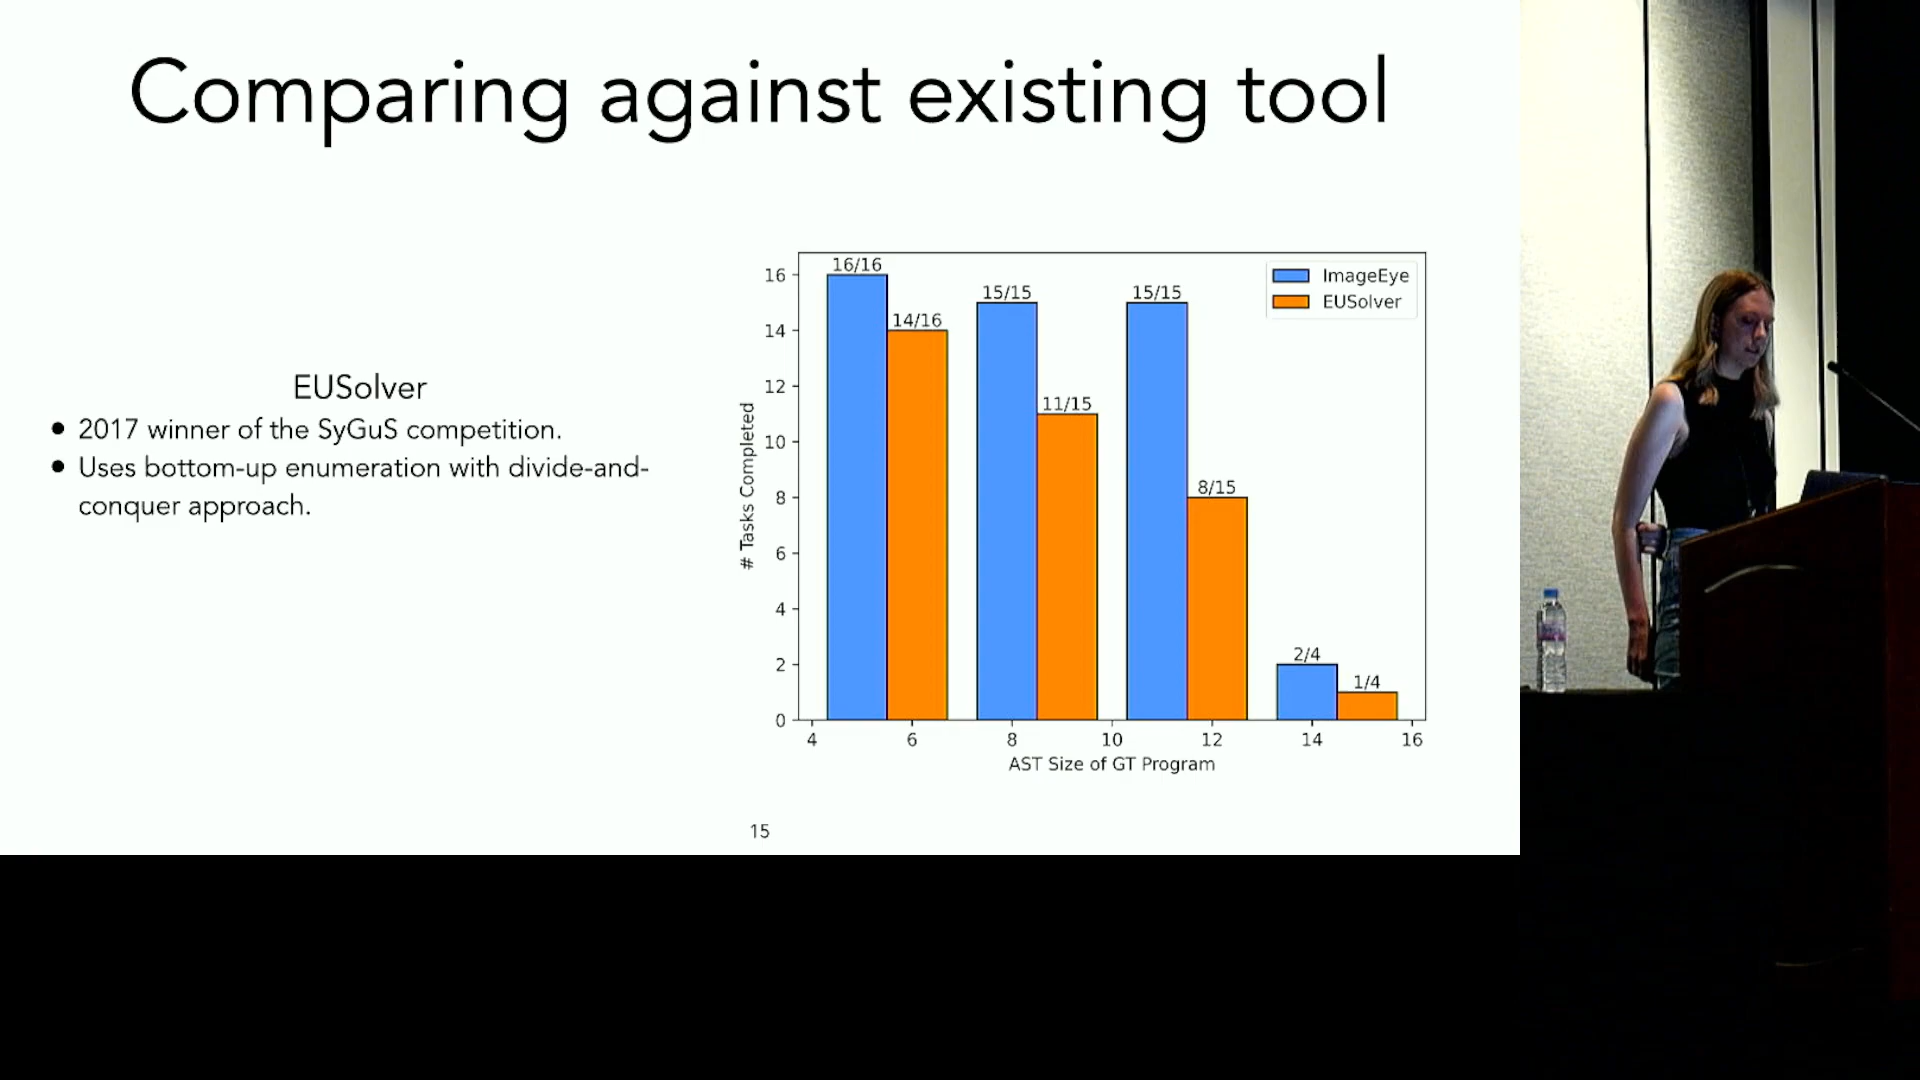 Comparing against existing tool
EUSolver
● 2017 winner of the SyGuS competition.
● Uses bottom-up enumeration with divide-and-
conquer approach.
# Tasks Completed
16
14
12
10
8
6
4
2
0
16/16
14/16
15/15
11/15
15/15
8/15
2/4
1/4
ImageEye
EUSolver
4 6 8 10 12 14 16
AST Size of GT Program
15